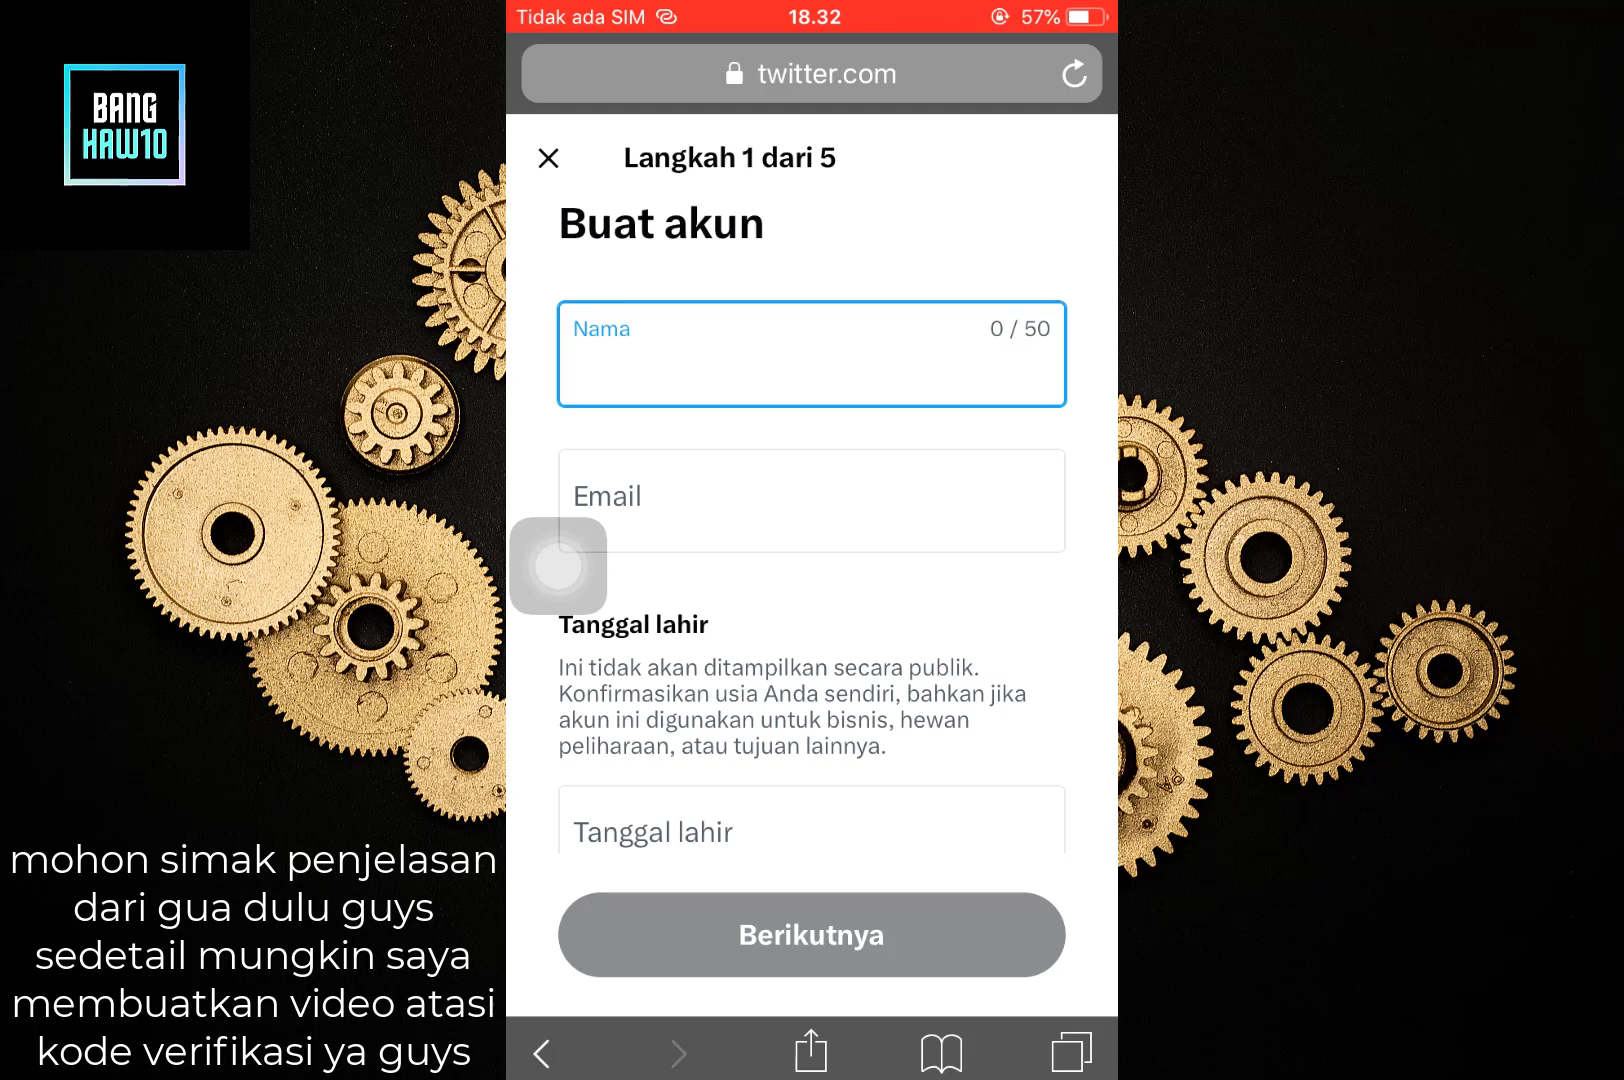 BANG
HAW10
Tidak ada SIM
18.32
57%
twitter.com
Langkah 1 dari 5
Buat akun
Nama
0 / 50
Email
Tanggal lahir
Ini tidak akan ditampilkan secara publik.
Konfirmasikan usia Anda sendiri, bahkan jika
akun ini digunakan untuk bisnis, hewan
peliharaan, atau tujuan lainnya.
Tanggal lahir
Berikutnya
mohon simak penjelasan
dari gua dulu guys
sedetail mungkin saya
membuatkan video atasi
kode verifikasi ya guys